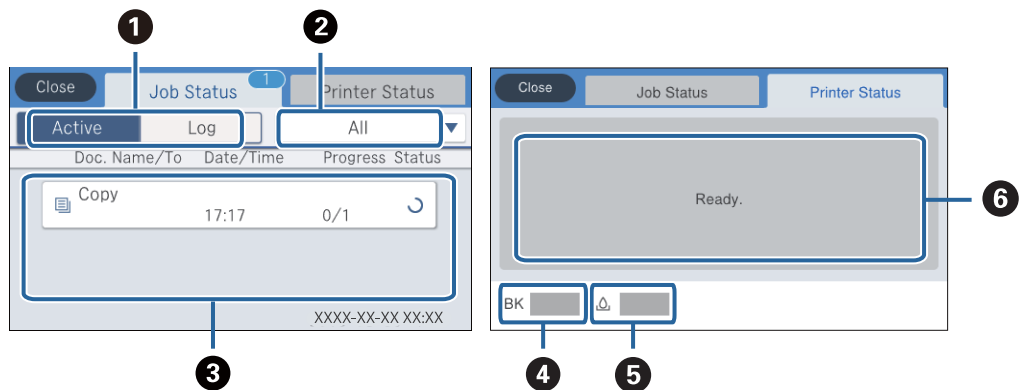 1 2
Close Job Status 1 Printer Status
Active Log All
Doc. Name/To Date/Time Progress Status
Copy
17:17 0/1
XXXX-XX-XX XX:XX
3
Close Job Status Printer Status
Ready.
6
BK
4 5